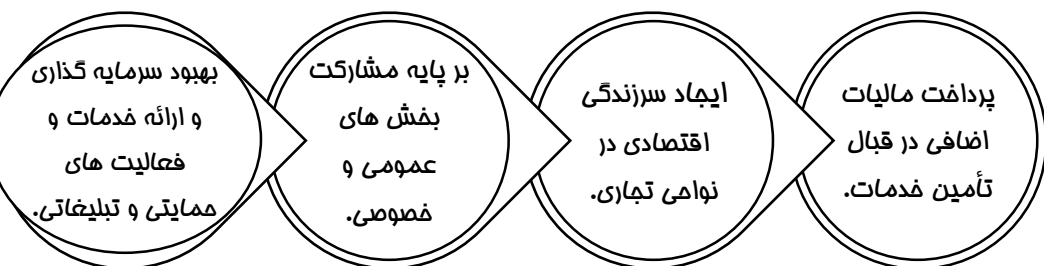 پرداخت مالیات
اضافی در قبال
تأمین خدمات.
ایجاد سرزندگی
اقتصادی در
نواحی تجاری.
بر پایه مشارکت
بخش های
عمومی و
خصوصی.
بهبود سرمایه گذاری
و ارائه خدمات و
فعالیت های
حمایتی و تبلیغاتی.